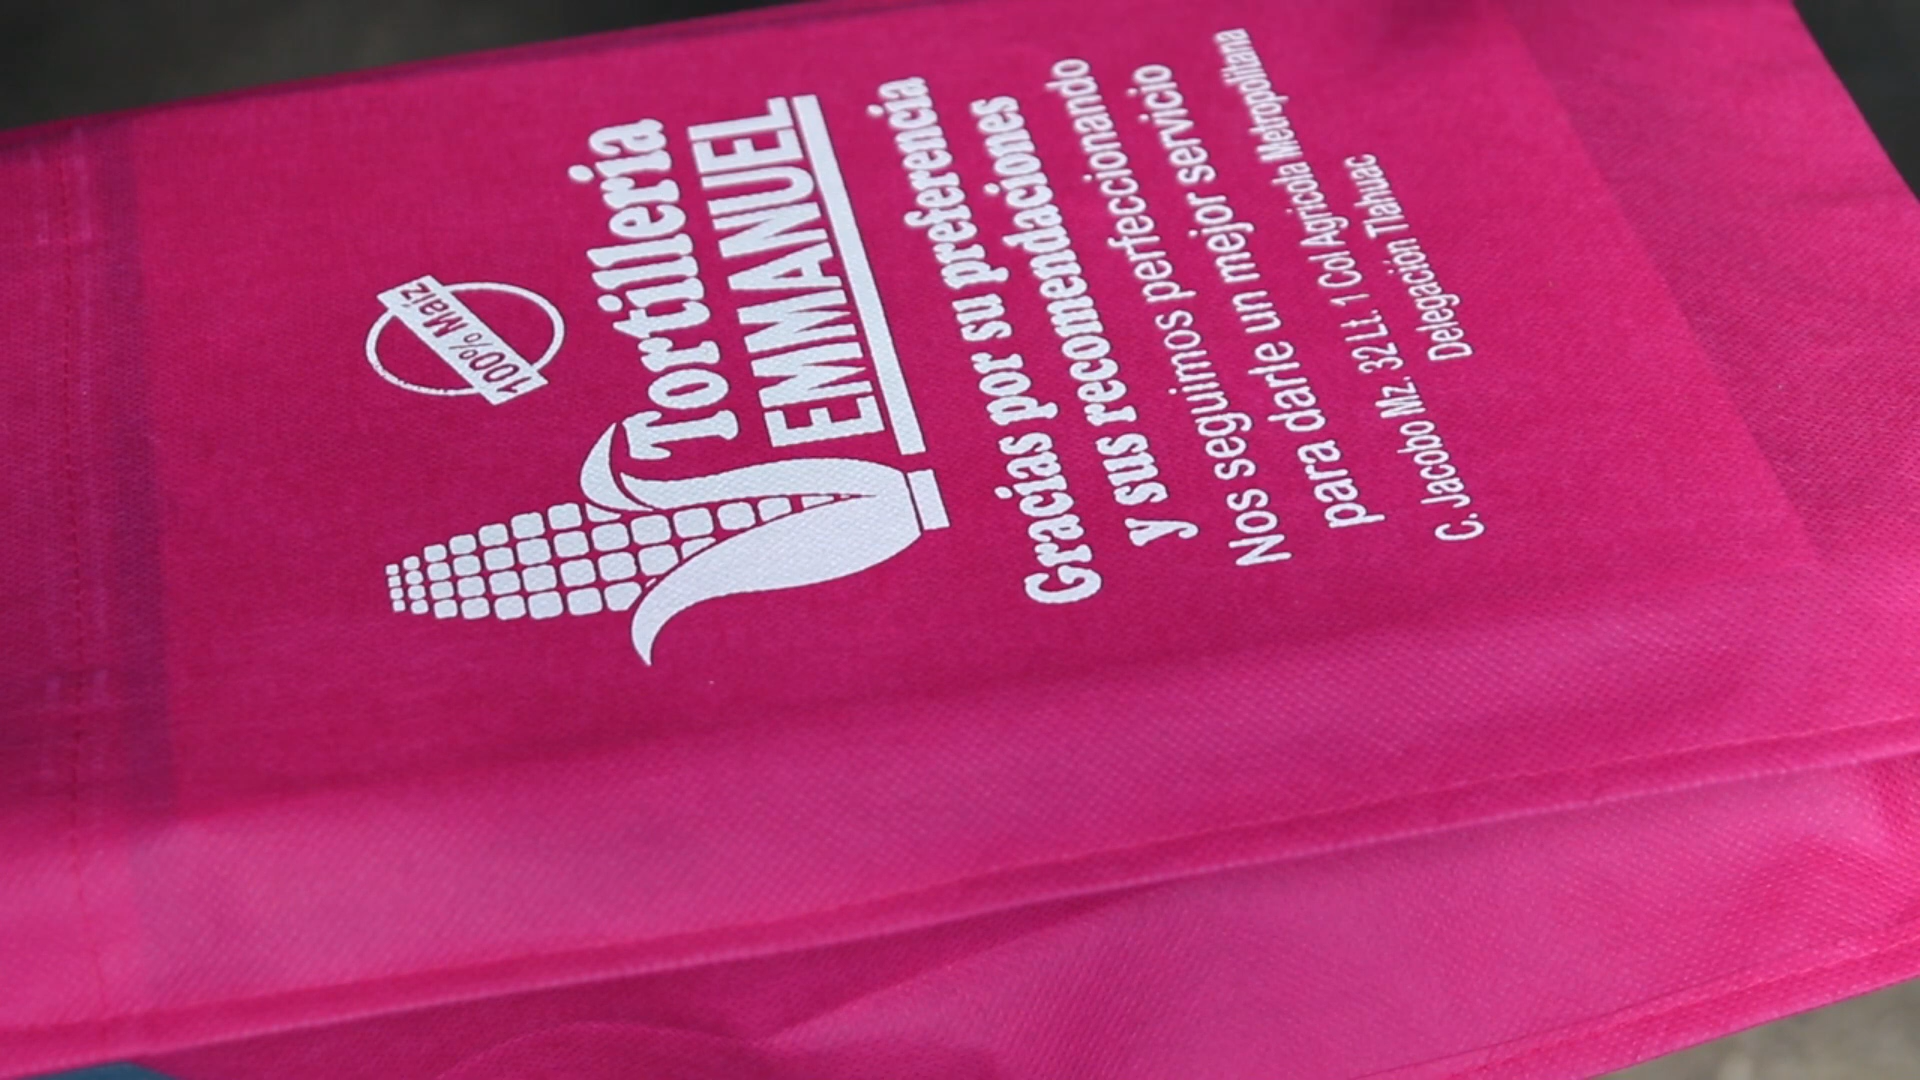 100% Maíz
Tortilleria
EMMANUEL
Gracias por su preferencia
y sus recomendaciones
Nos seguimos perfeccionando
para darle un mejor servicio
C. Jacobo Mz. 32 Lt. 1 Col Agricola Metropolitana
Delegación Tlahuac